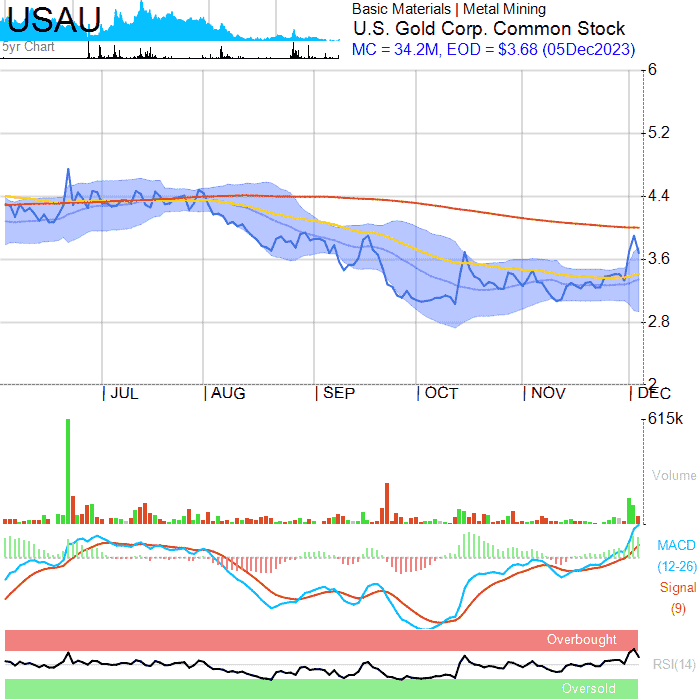 USAU
5yr Chart
Basic Materials | Metal Mining
U.S. Gold Corp. Common Stock
MC = 34.2M, EOD = $3.68 (05Dec2023)
6
5.2
4.4
3.6
2.8
2
JUL AUG SEP OCT NOV DEC
615k
Volume
MACD
(12-26)
Signal
(9)
Overbought
RSI(14)
Oversold